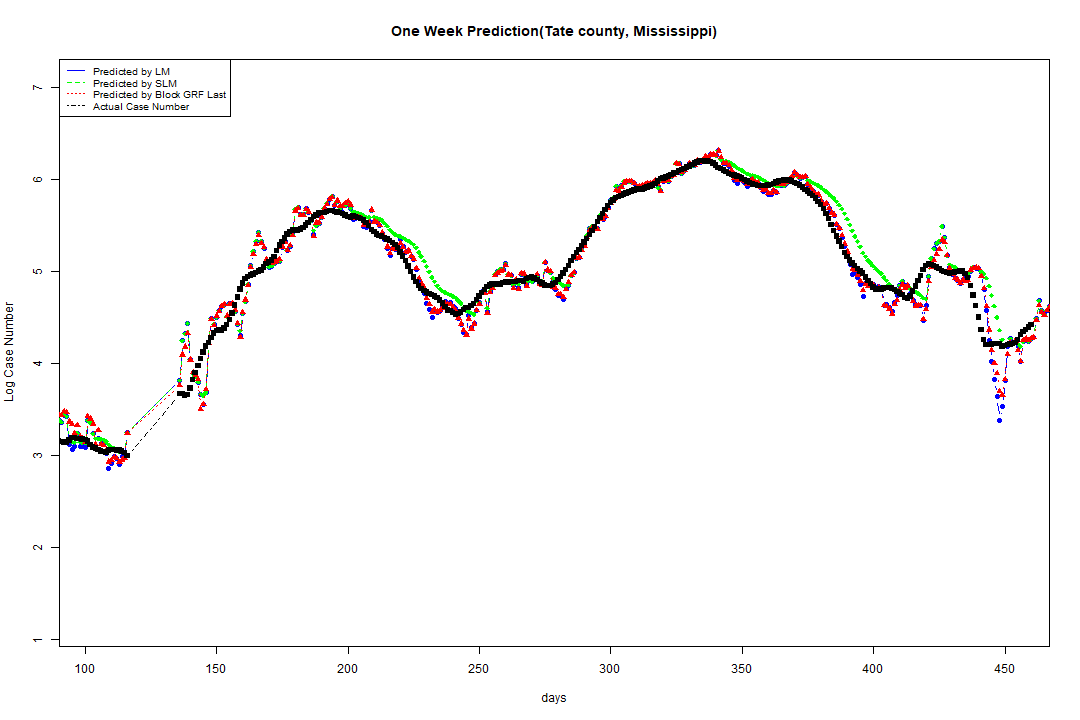 One Week Prediction(Tate county, Mississippi)
Predicted by LM
Predicted by SLM
Predicted by Block GRF Last
Actual Case Number
7
6
5
4
3
2
1
Log Case Number
100 150 200 250 300 350 400 450
days